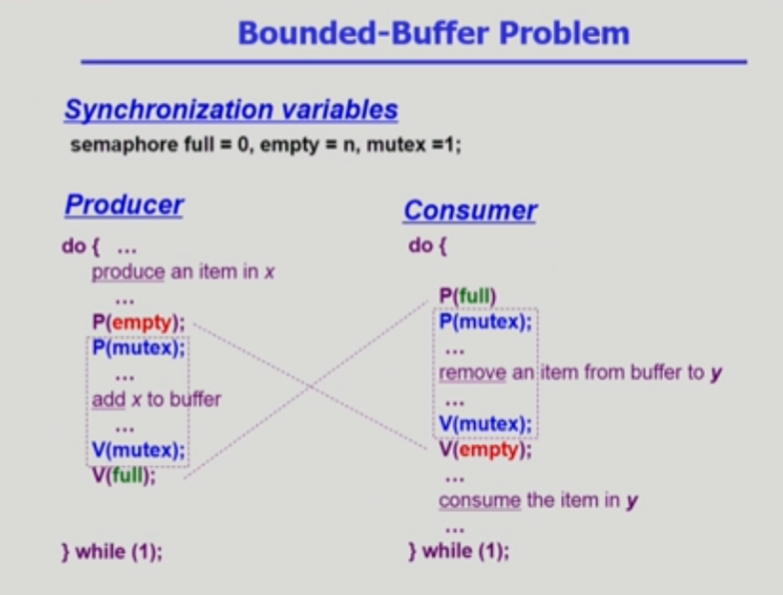 Bounded-Buffer Problem
Synchronization variables
semaphore full = 0, empty = n, mutex =1;
Producer
do { ...
produce an item in x
...
P(empty);
P(mutex);
...
add x to buffer
...
V(mutex);
V(full);
} while (1);
Consumer
do {
P(full)
P(mutex);
...
remove an item from buffer to y
...
V(mutex);
V(empty);
...
consume the item in y
...
} while (1);